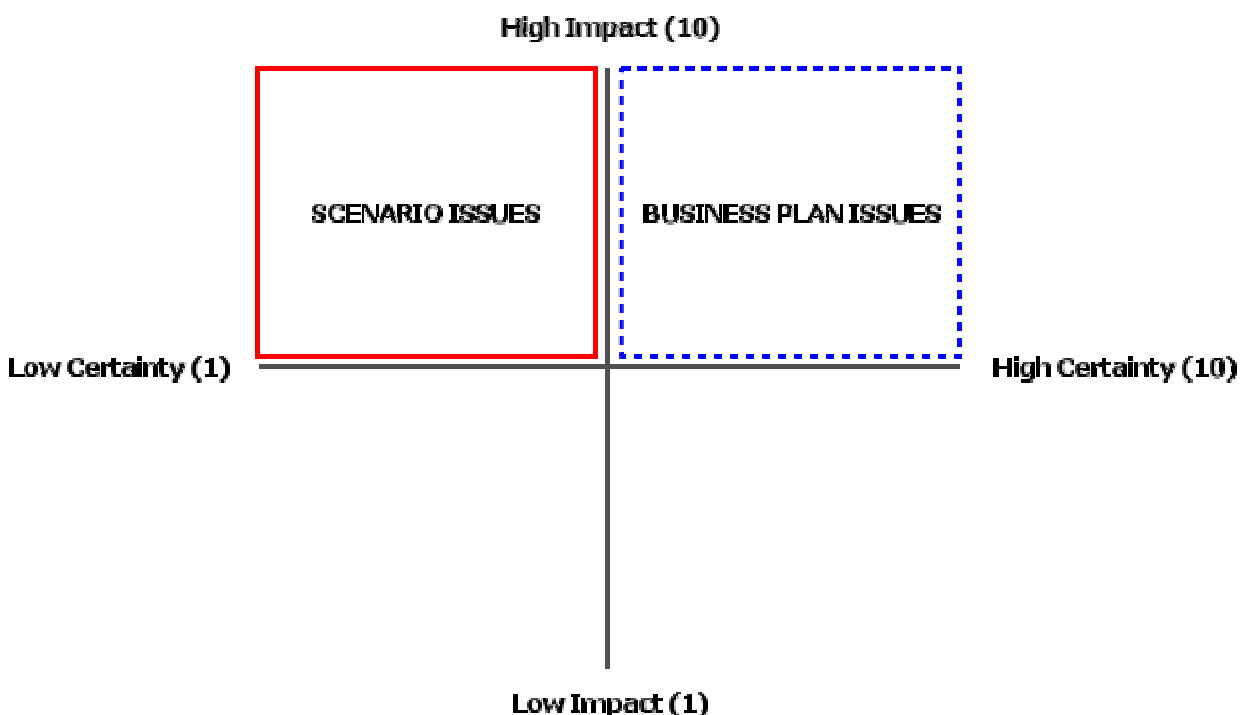 High Impact (10)
SCENARIO ISSUES
BUSINESS PLAN ISSUES
Low Certainty (1)
High Certainty (10)
Low Impact (1)